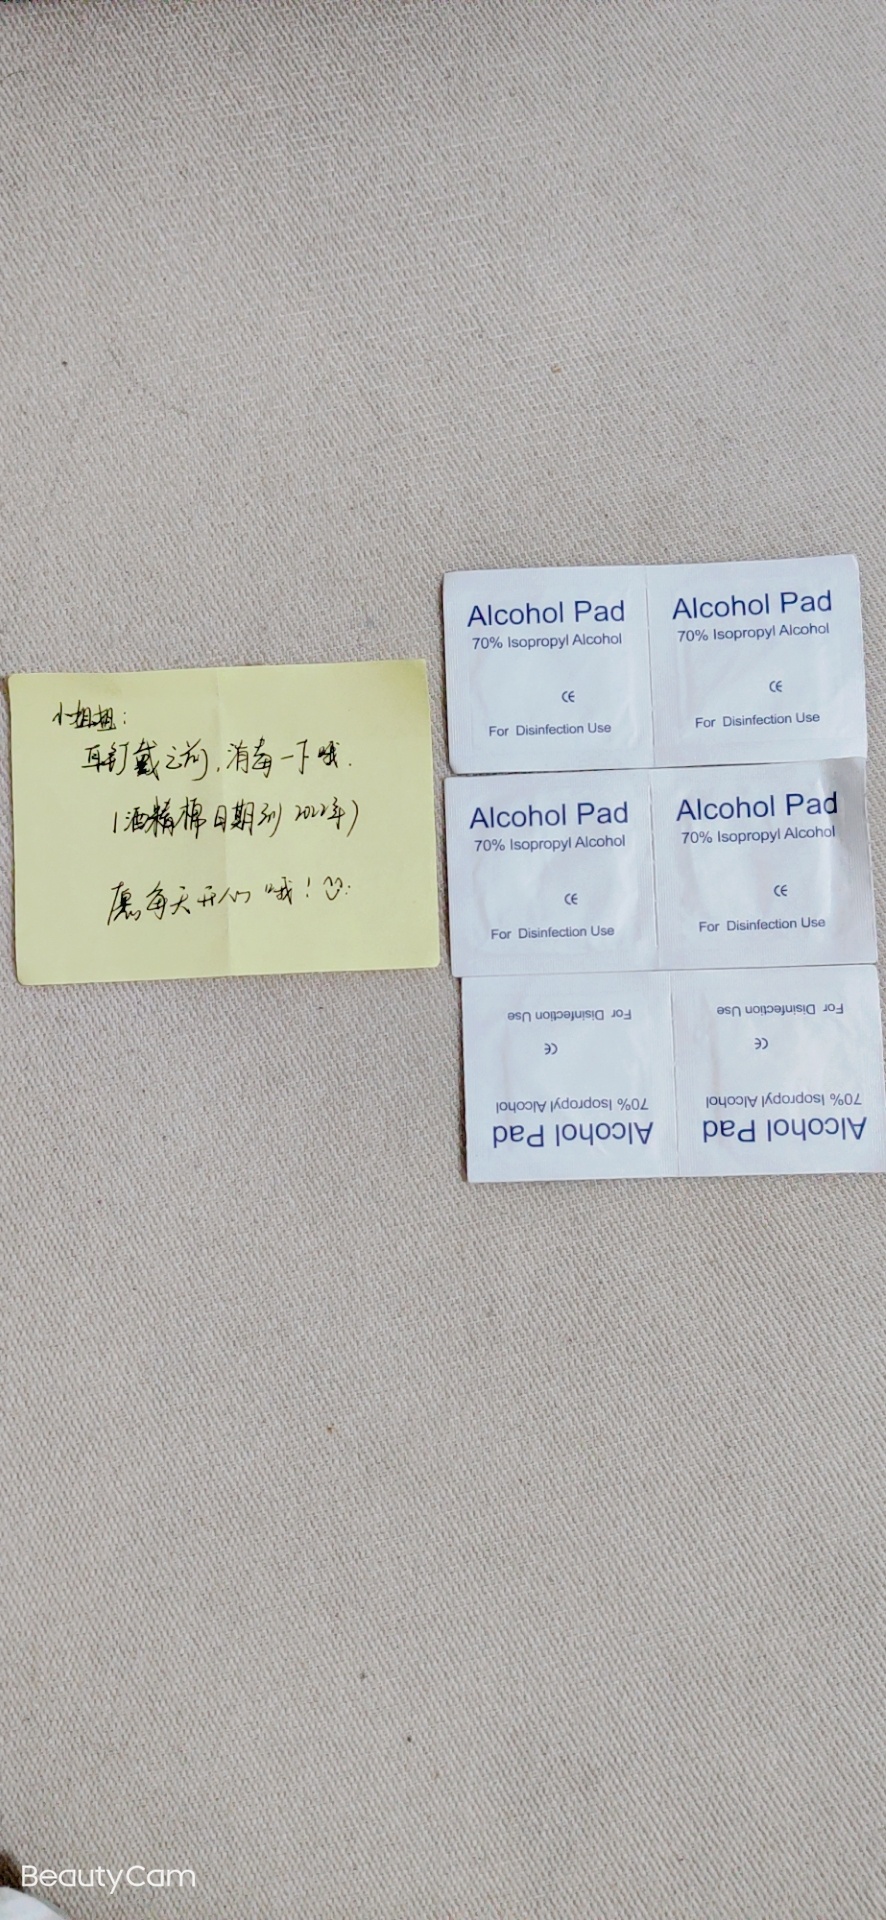 小姐姐:
耳钉戴之前,消毒一下哦.
(酒精棉日期到2022年)
愿每天开心哦!
Alcohol Pad
70% Isopropyl Alcohol
CE
For Disinfection Use
Alcohol Pad
70% Isopropyl Alcohol
CE
For Disinfection Use
Alcohol Pad
70% Isopropyl Alcohol
CE
For Disinfection Use
Alcohol Pad
70% Isopropyl Alcohol
CE
For Disinfection Use
Alcohol Pad
70% Isopropyl Alcohol
CE
For Disinfection Use
Alcohol Pad
70% Isopropyl Alcohol
CE
For Disinfection Use
BeautyCam